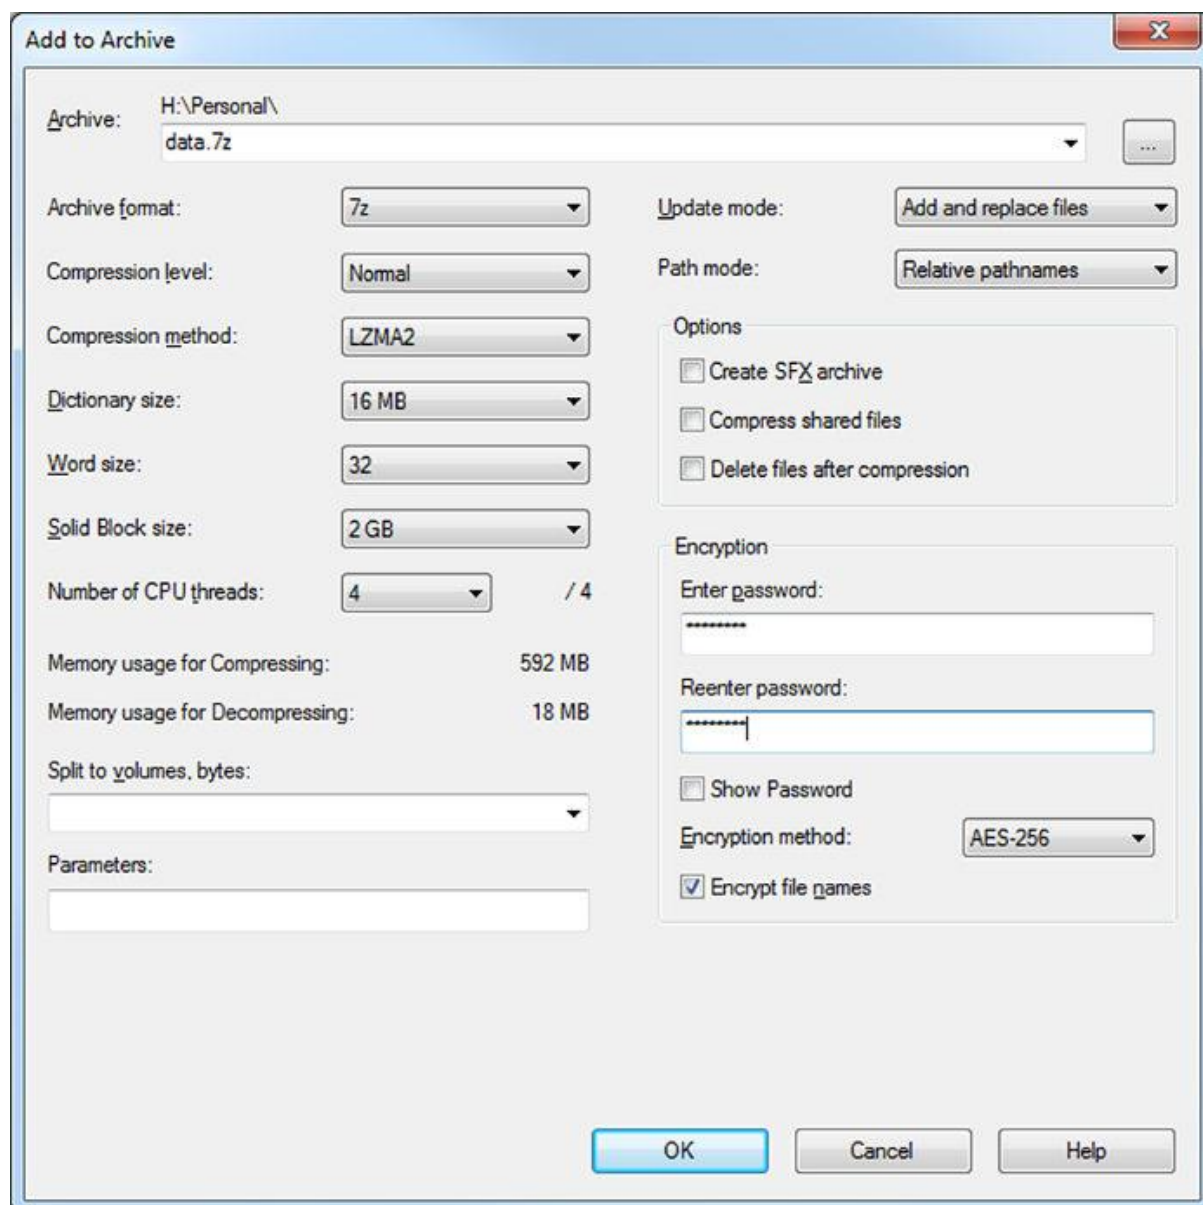 Add to Archive
Archive:
H:\Personal\
data.7z
...
Archive format:
7z
Update mode:
Add and replace files
Compression level:
Normal
Path mode:
Relative pathnames
Compression method:
LZMA2
Options
Create SFX archive
Dictionary size:
16 MB
Compress shared files
Word size:
32
Delete files after compression
Solid Block size:
2 GB
Encryption
Number of CPU threads:
4
/ 4
Enter password:
********
Memory usage for Compressing:
592 MB
Reenter password:
********
Memory usage for Decompressing:
18 MB
Split to volumes, bytes:
Show Password
Encryption method:
AES-256
Parameters:
Encrypt file names
OK
Cancel
Help